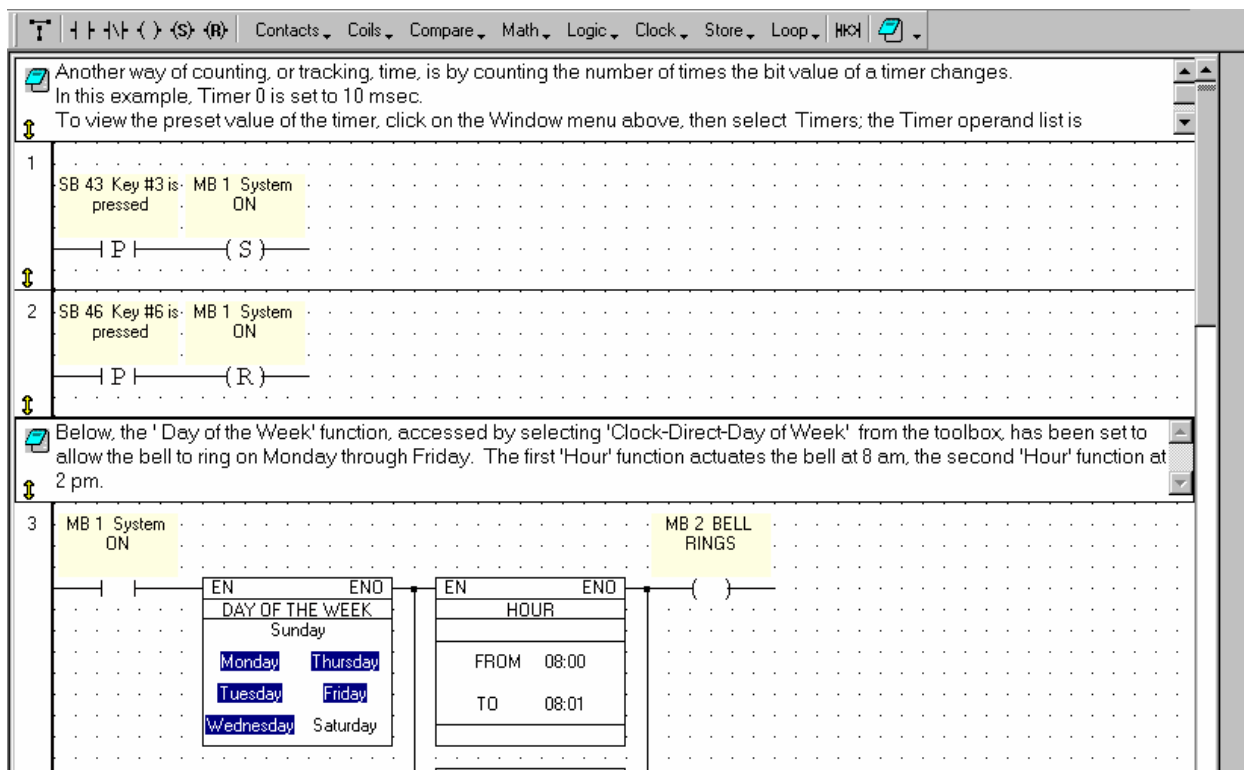 (S) (R) Contacts Coils Compare Math Logic Clock Store Loop
Another way of counting, or tracking, time, is by counting the number of times the bit value of a timer changes.
In this example, Timer 0 is set to 10 msec.
To view the preset value of the timer, click on the Window menu above, then select Timers; the Timer operand list is
1
SB 43 Key #3 is MB 1 System
pressed ON
P (S)
2
SB 46 Key #6 is MB 1 System
pressed ON
P (R)
Below, the ' Day of the Week' function, accessed by selecting 'Clock-Direct-Day of Week' from the toolbox, has been set to
allow the bell to ring on Monday through Friday. The first 'Hour' function actuates the bell at 8 am, the second 'Hour' function at
2 pm.
3 MB 1 System MB 2 BELL
ON RINGS
EN ENO EN ENO
DAY OF THE WEEK HOUR
Sunday
Monday Thursday FROM 08:00
Tuesday Friday TO 08:01
Wednesday Saturday